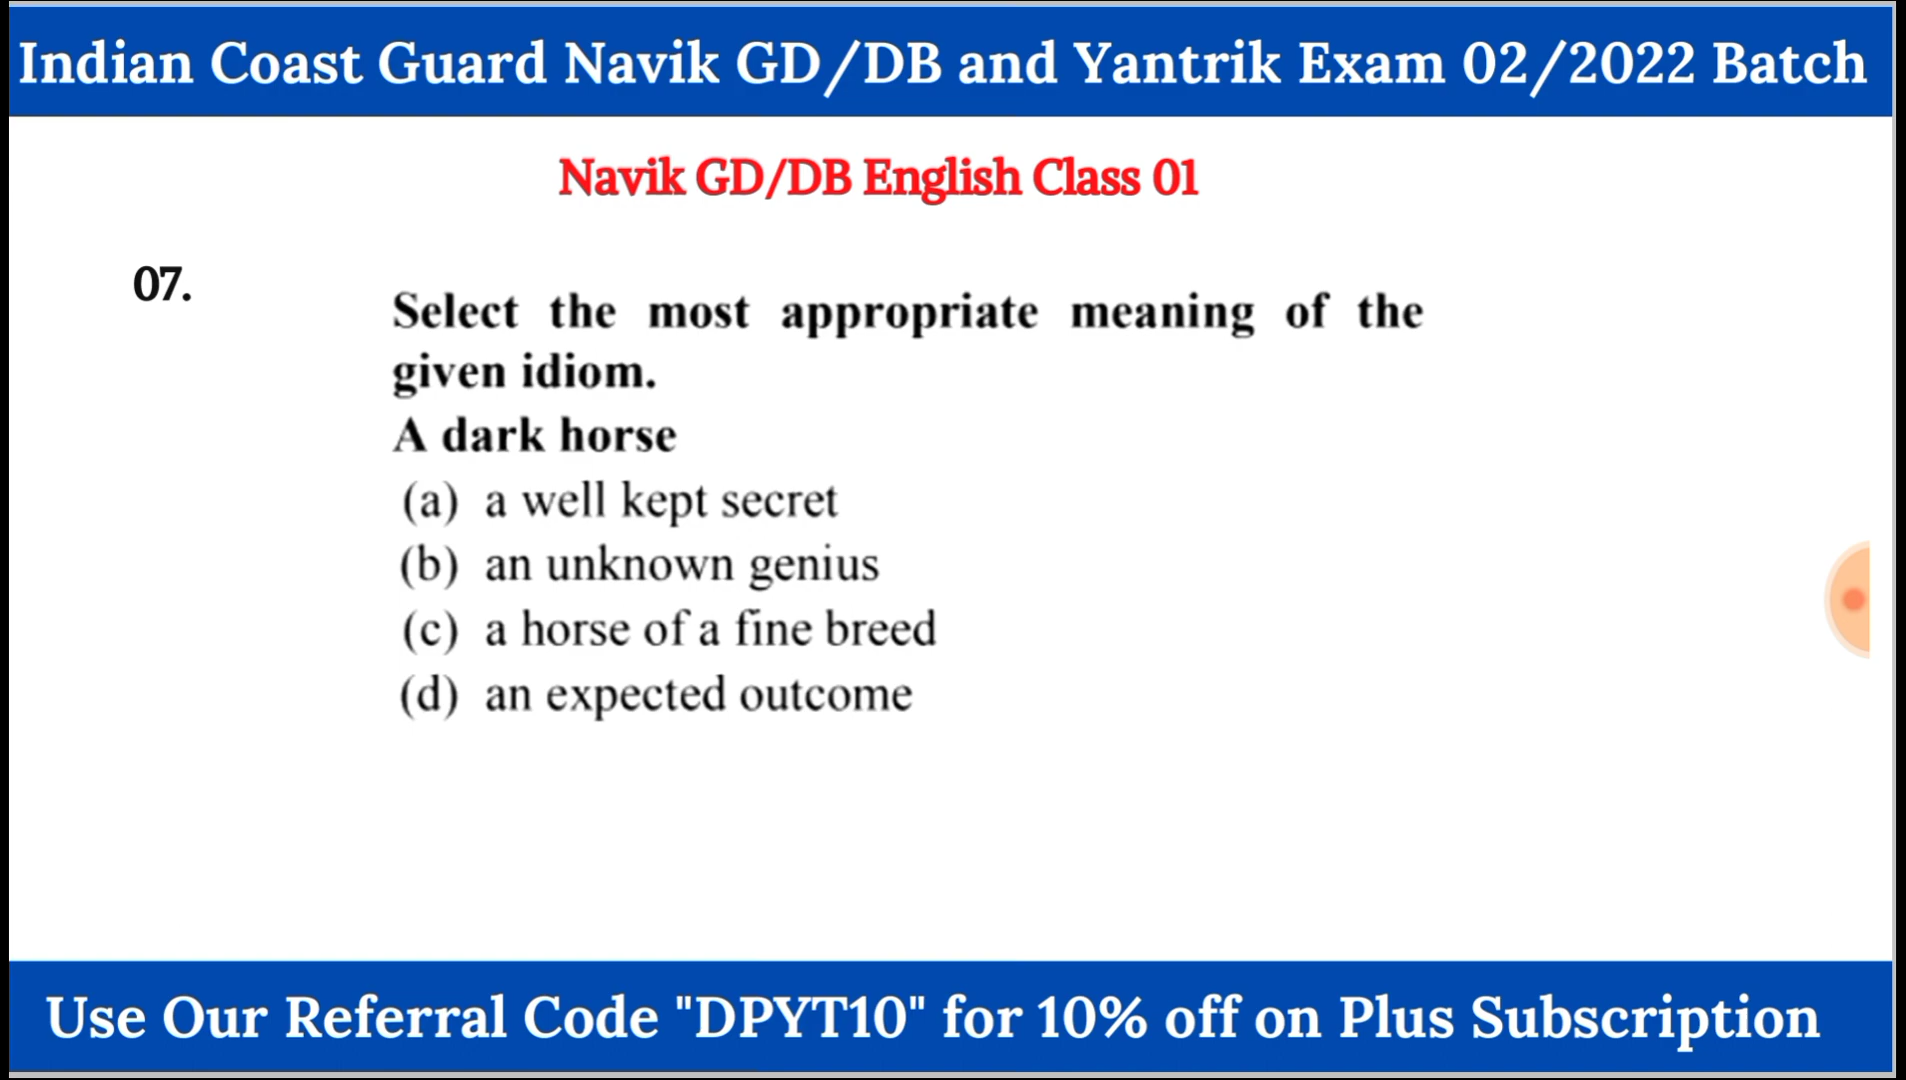 Indian Coast Guard Navik GD/DB and Yantrik Exam 02/2022 Batch
Navik GD/DB English Class 01
07.
Select the most appropriate meaning of the
given idiom.
A dark horse
(a) a well kept secret
(b) an unknown genius
(c) a horse of a fine breed
(d) an expected outcome
Use Our Referral Code "DPYT10" for 10% off on Plus Subscription